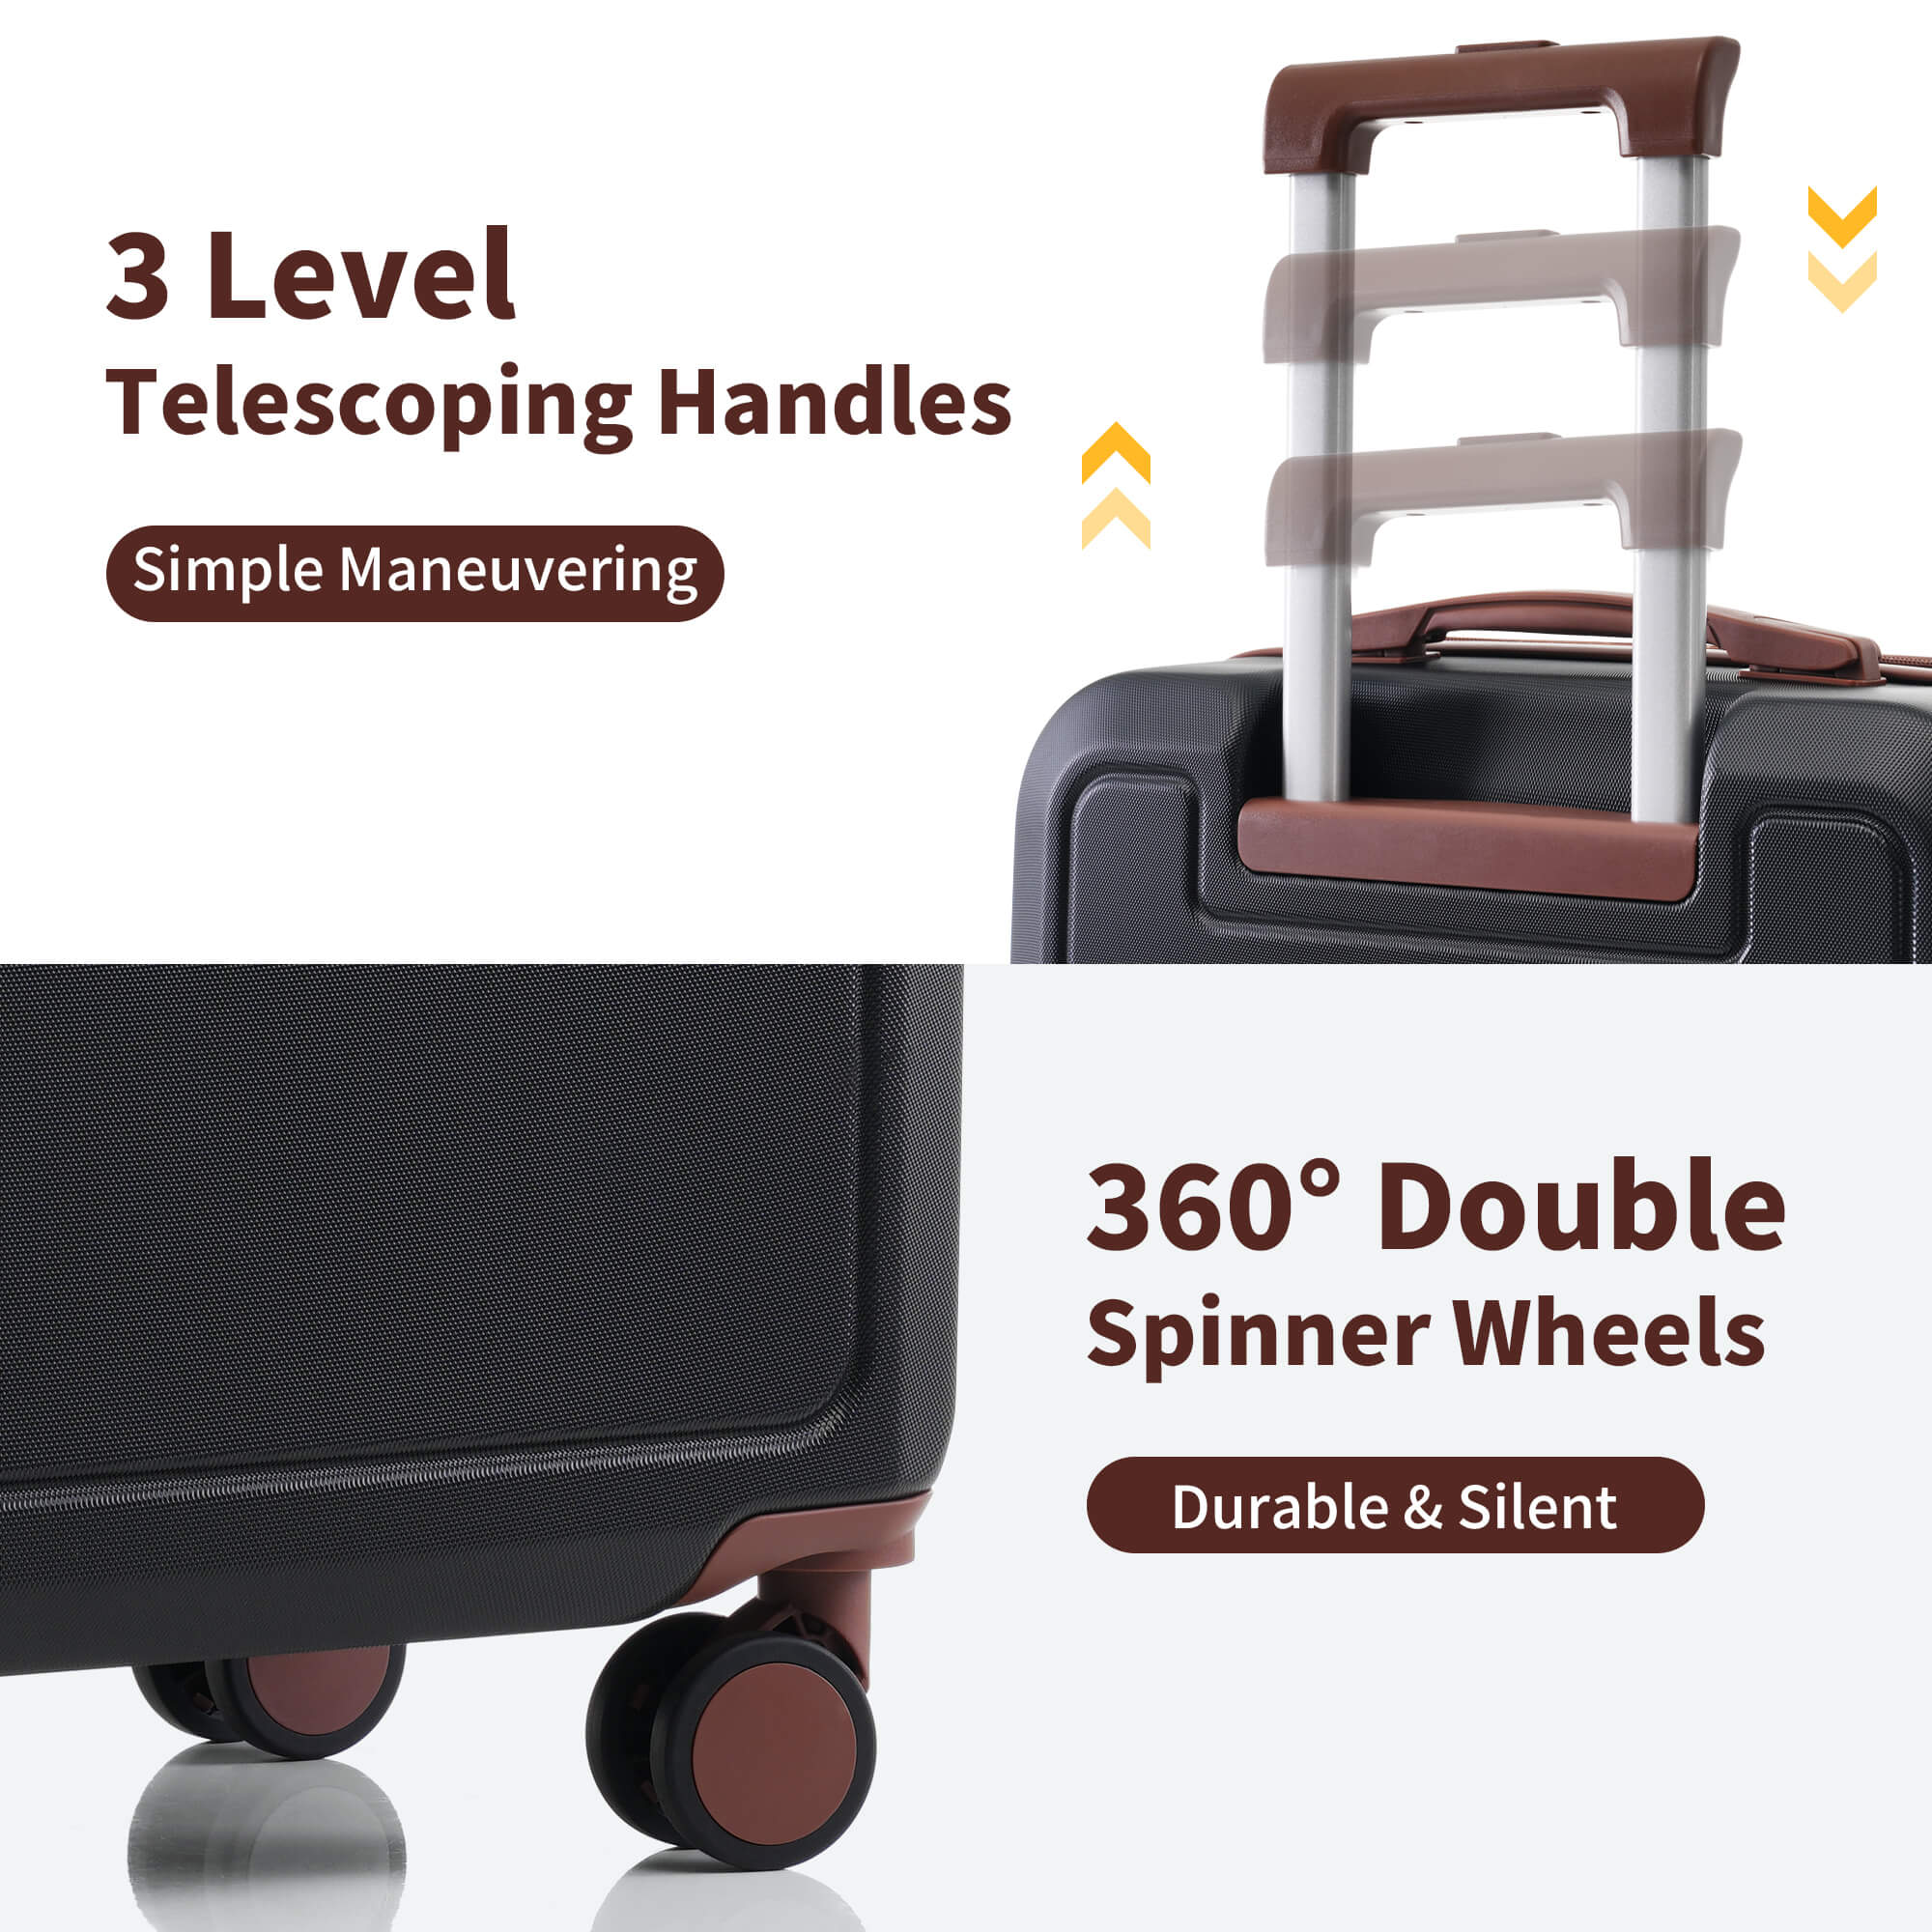 3 Level
Telescoping Handles
Simple Maneuvering
360° Double
Spinner Wheels
Durable & Silent